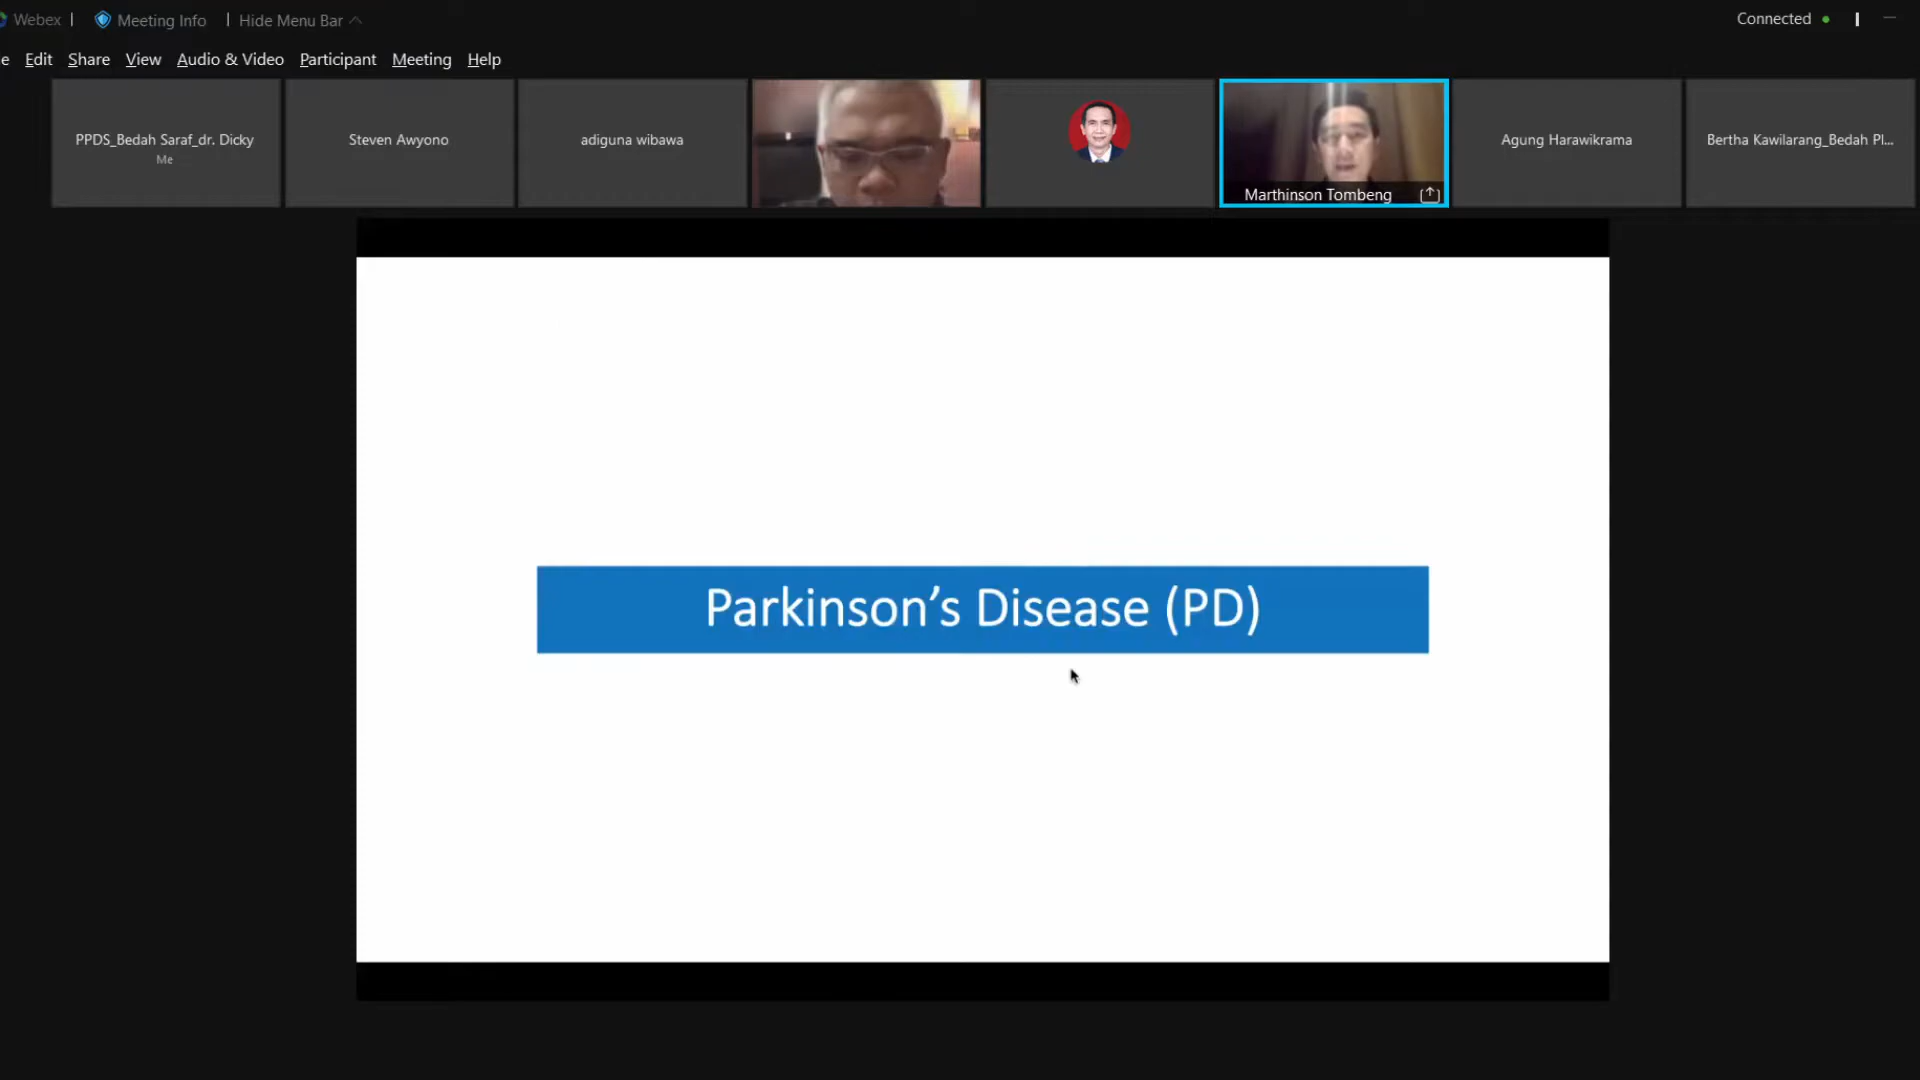 Webex
Meeting Info
Hide Menu Bar
Connected
e Edit Share View Audio & Video Participant Meeting Help
PPDS_Bedah Saraf_dr. Dicky
Me
Steven Awyono
adiguna wibawa
Marthinson Tombeng
Agung Harawikrama
Bertha Kawilarang_Bedah Pl...
Parkinson’s Disease (PD)